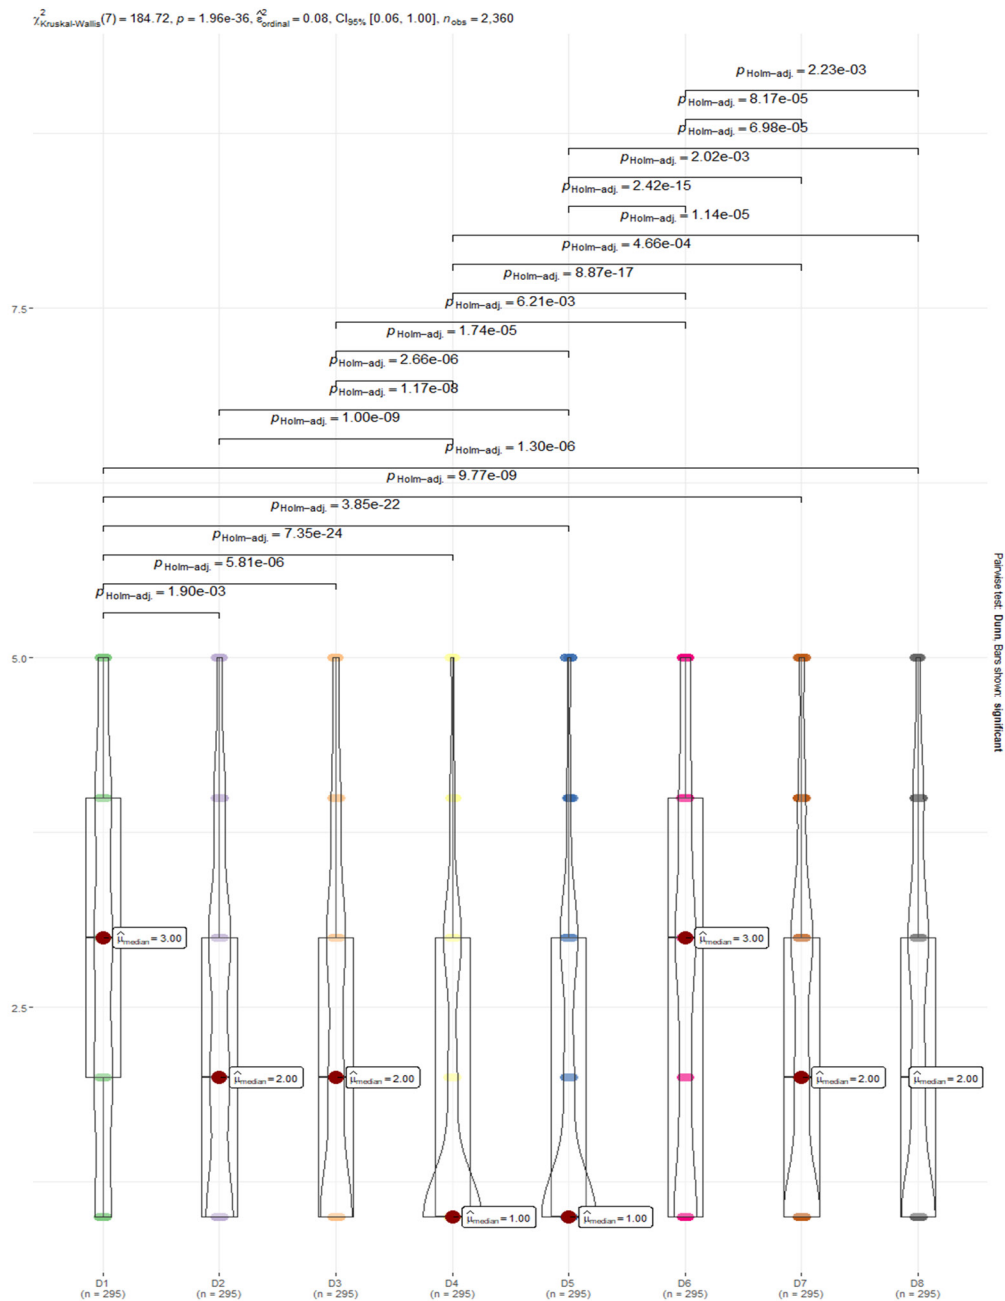 χ²Kruskal-Wallis(7) = 184.72, p = 1.96e-36, ε̂²ordinal = 0.08, CI95% [0.06, 1.00], nobs = 2,360
pHolm−adj. = 2.23e-03
pHolm−adj. = 8.17e-05
pHolm−adj. = 6.98e-05
pHolm−adj. = 2.02e-03
pHolm−adj. = 2.42e-15
pHolm−adj. = 1.14e-05
pHolm−adj. = 4.66e-04
pHolm−adj. = 8.87e-17
pHolm−adj. = 6.21e-03
7.5
pHolm−adj. = 1.74e-05
pHolm−adj. = 2.66e-06
pHolm−adj. = 1.17e-08
pHolm−adj. = 1.00e-09
pHolm−adj. = 1.30e-06
pHolm−adj. = 9.77e-09
pHolm−adj. = 3.85e-22
pHolm−adj. = 7.35e-24
pHolm−adj. = 5.81e-06
pHolm−adj. = 1.90e-03
Pairwise test: Dunn, Bars shown: significant
5.0
μ̂median = 3.00
μ̂median = 3.00
2.5
μ̂median = 2.00
μ̂median = 2.00
μ̂median = 2.00
μ̂median = 2.00
μ̂median = 1.00
μ̂median = 1.00
D1
(n = 295)
D2
(n = 295)
D3
(n = 295)
D4
(n = 295)
D5
(n = 295)
D6
(n = 295)
D7
(n = 295)
D8
(n = 295)